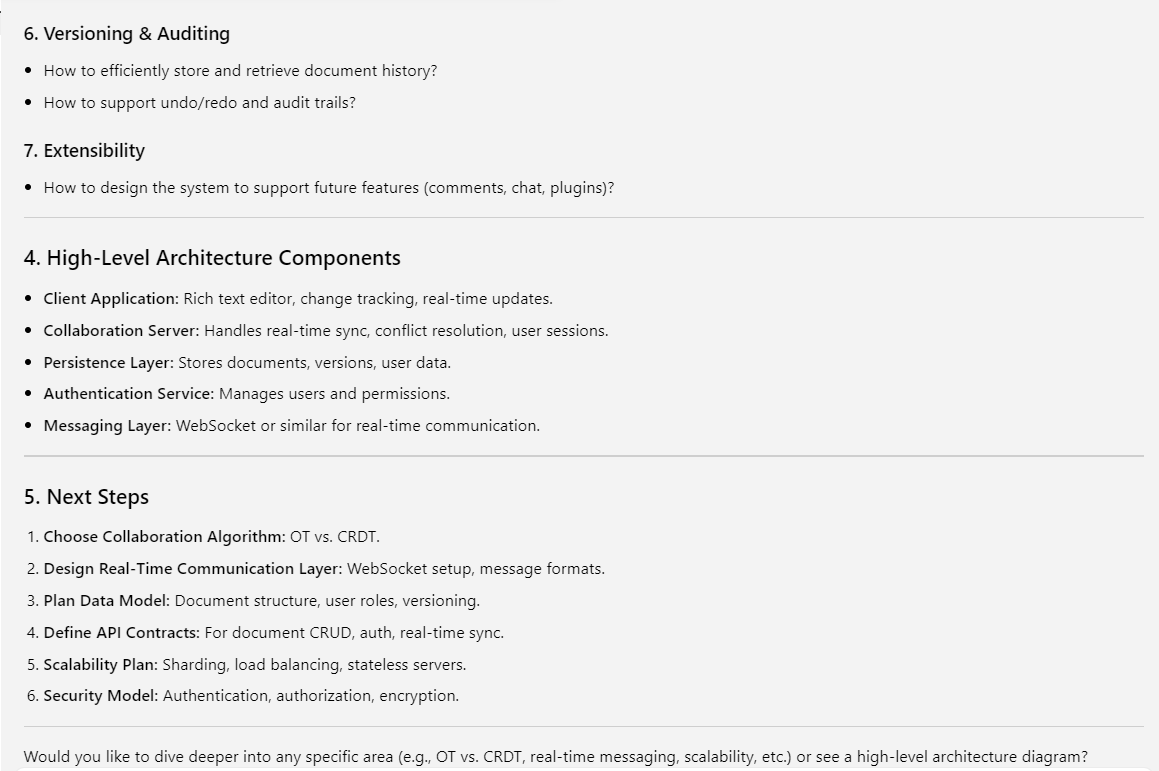 6. Versioning & Auditing
• How to efficiently store and retrieve document history?
• How to support undo/redo and audit trails?
7. Extensibility
• How to design the system to support future features (comments, chat, plugins)?
4. High-Level Architecture Components
• Client Application: Rich text editor, change tracking, real-time updates.
• Collaboration Server: Handles real-time sync, conflict resolution, user sessions.
• Persistence Layer: Stores documents, versions, user data.
• Authentication Service: Manages users and permissions.
• Messaging Layer: WebSocket or similar for real-time communication.
5. Next Steps
1. Choose Collaboration Algorithm: OT vs. CRDT.
2. Design Real-Time Communication Layer: WebSocket setup, message formats.
3. Plan Data Model: Document structure, user roles, versioning.
4. Define API Contracts: For document CRUD, auth, real-time sync.
5. Scalability Plan: Sharding, load balancing, stateless servers.
6. Security Model: Authentication, authorization, encryption.
Would you like to dive deeper into any specific area (e.g., OT vs. CRDT, real-time messaging, scalability, etc.) or see a high-level architecture diagram?